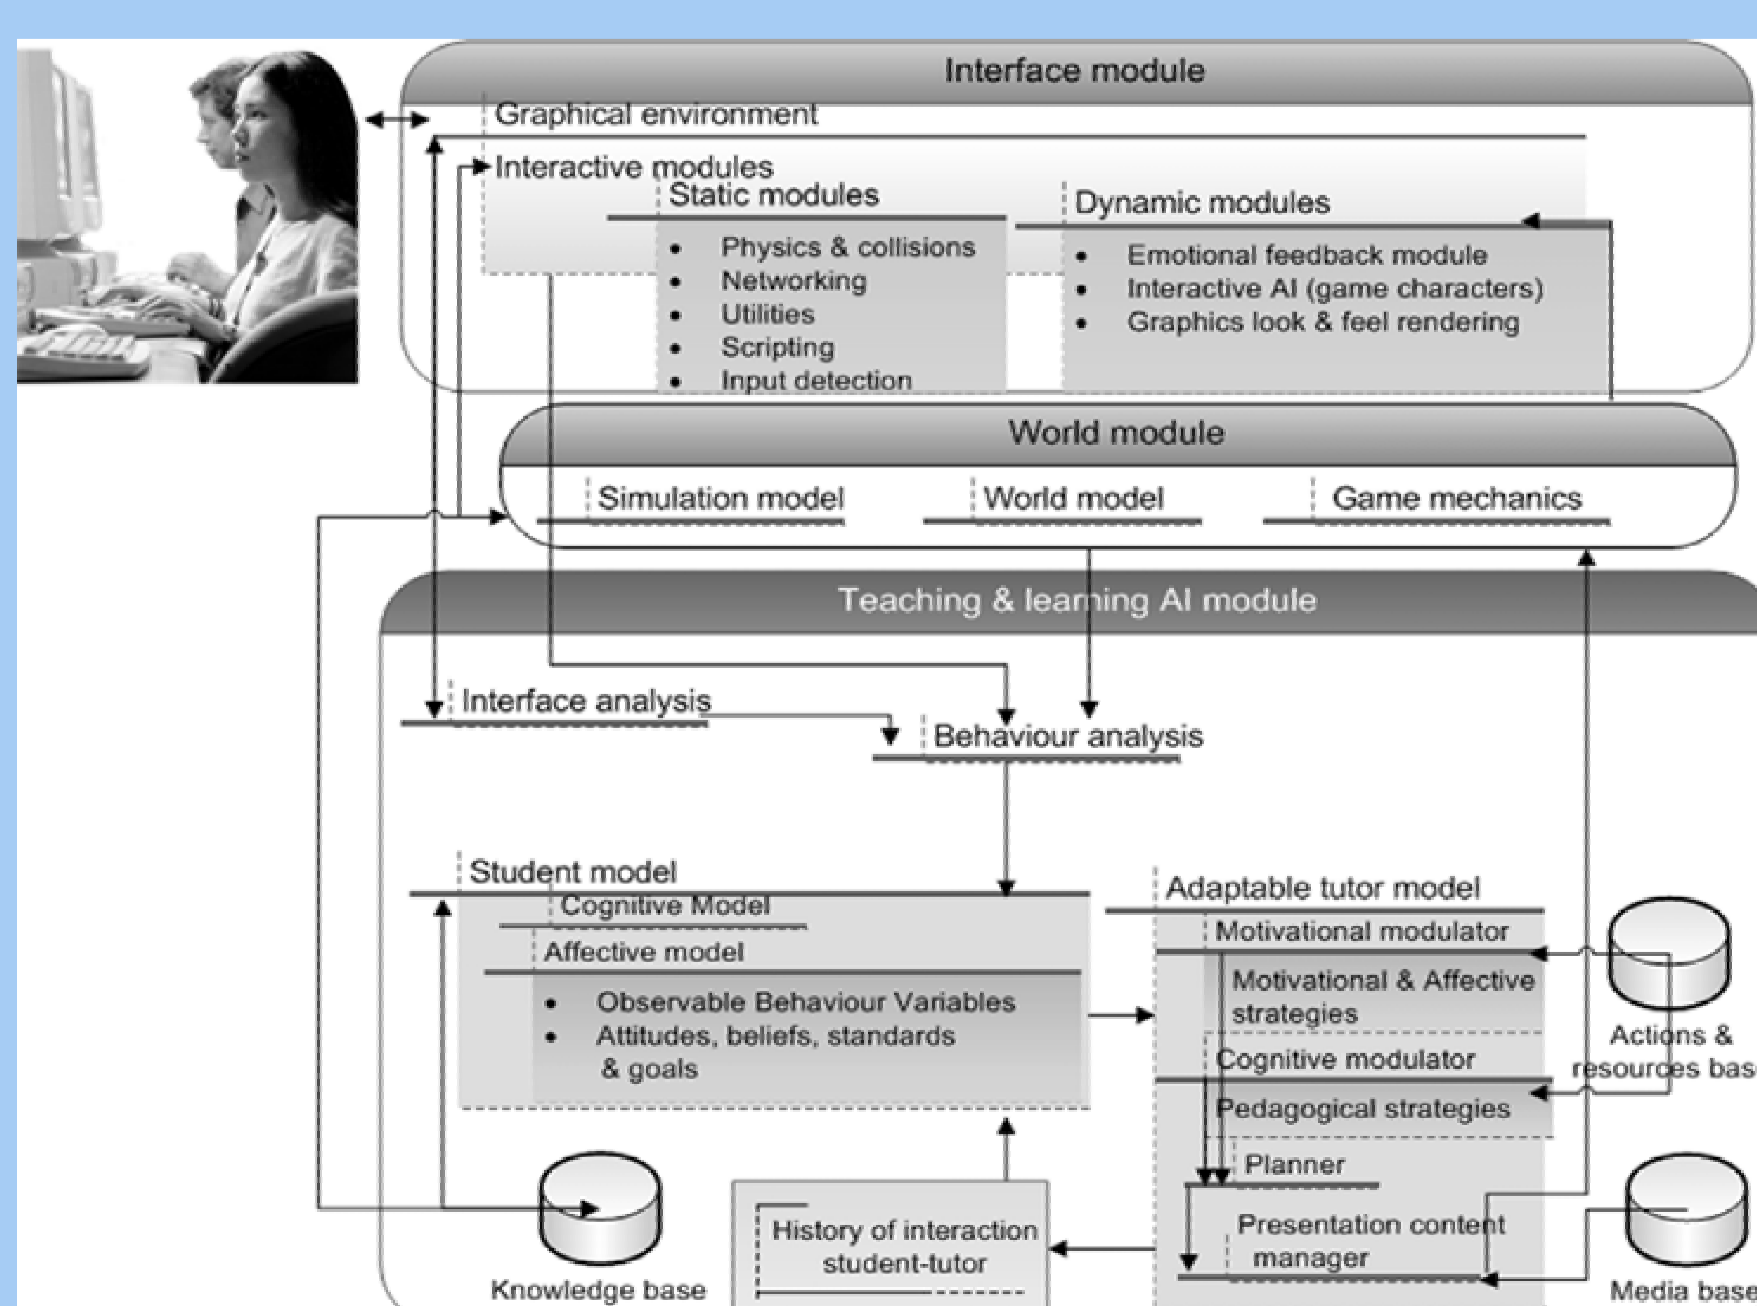 Interface module
Graphical environment
Interactive modules
Static modules
• Physics & collisions
• Networking
• Utilities
• Scripting
• Input detection
Dynamic modules
• Emotional feedback module
• Interactive AI (game characters)
• Graphics look & feel rendering
World module
Simulation model
World model
Game mechanics
Teaching & learning AI module
Interface analysis
Behaviour analysis
Student model
Cognitive Model
Affective model
• Observable Behaviour Variables
• Attitudes, beliefs, standards
& goals
Adaptable tutor model
Motivational modulator
Motivational & Affective
strategies
Cognitive modulator
Pedagogical strategies
Planner
Presentation content
manager
Actions &
resources bas
History of interaction
student-tutor
Knowledge base
Media base